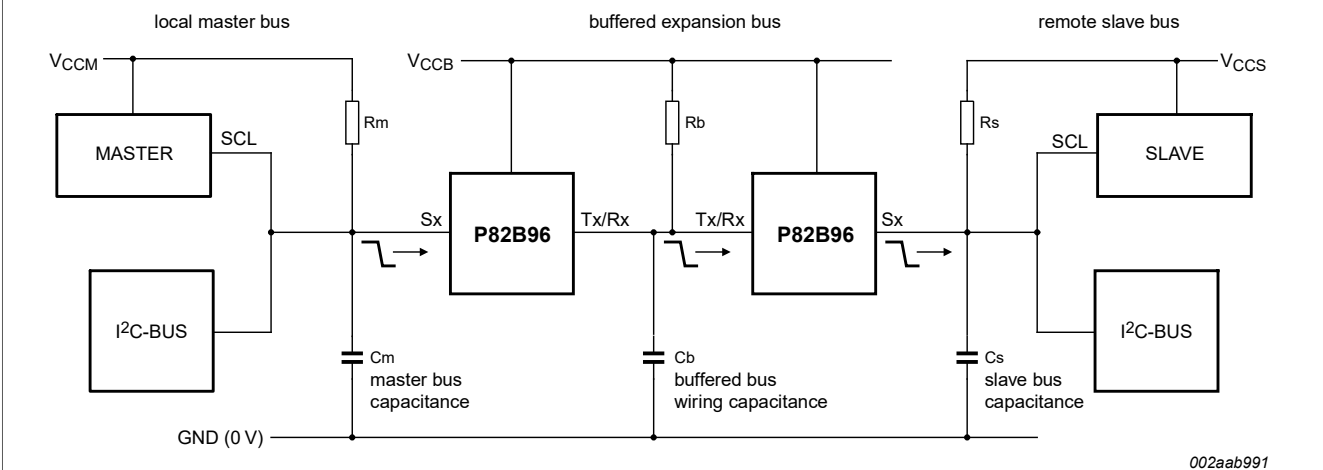 local master bus
buffered expansion bus
remote slave bus
VCCM
VCCB
VCCS
Rm
Rb
Rs
MASTER
SCL
SCL
SLAVE
Sx
P82B96
Tx/Rx
Tx/Rx
P82B96
Sx
I2C-BUS
I2C-BUS
Cm
master bus
capacitance
Cb
buffered bus
wiring capacitance
Cs
slave bus
capacitance
GND (0 V)
002aab991